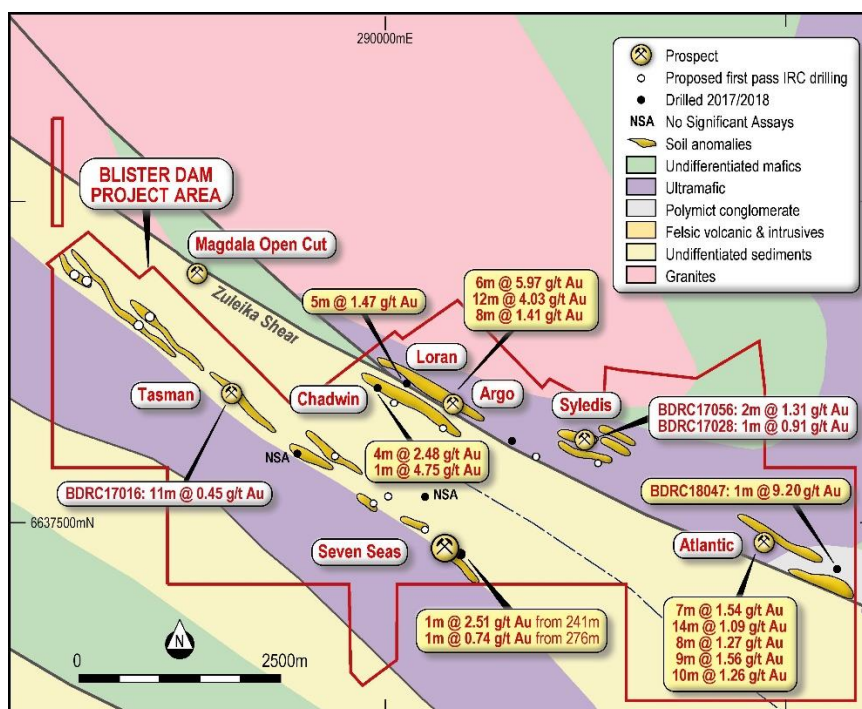 290000mE
Prospect
Proposed first pass IRC drilling
Drilled 2017/2018
NSA No Significant Assays
Soil anomalies
Undifferentiated mafics
Ultramafic
Polymict conglomerate
Felsic volcanic & intrusives
Undiffentiated sediments
Granites
BLISTER DAM
PROJECT AREA
Magdala Open Cut
Zuleika Shear
5m @ 1.47 g/t Au
6m @ 5.97 g/t Au
12m @ 4.03 g/t Au
8m @ 1.41 g/t Au
Loran
Argo
Chadwin
Syledis
Tasman
BDRC17056: 2m @ 1.31 g/t Au
BDRC17028: 1m @ 0.91 g/t Au
4m @ 2.48 g/t Au
1m @ 4.75 g/t Au
NSA
NSA
BDRC17016: 11m @ 0.45 g/t Au
BDRC18047: 1m @ 9.20 g/t Au
6637500mN
Seven Seas
Atlantic
1m @ 2.51 g/t Au from 241m
1m @ 0.74 g/t Au from 276m
7m @ 1.54 g/t Au
14m @ 1.09 g/t Au
8m @ 1.27 g/t Au
9m @ 1.56 g/t Au
10m @ 1.26 g/t Au
N
0
2500m